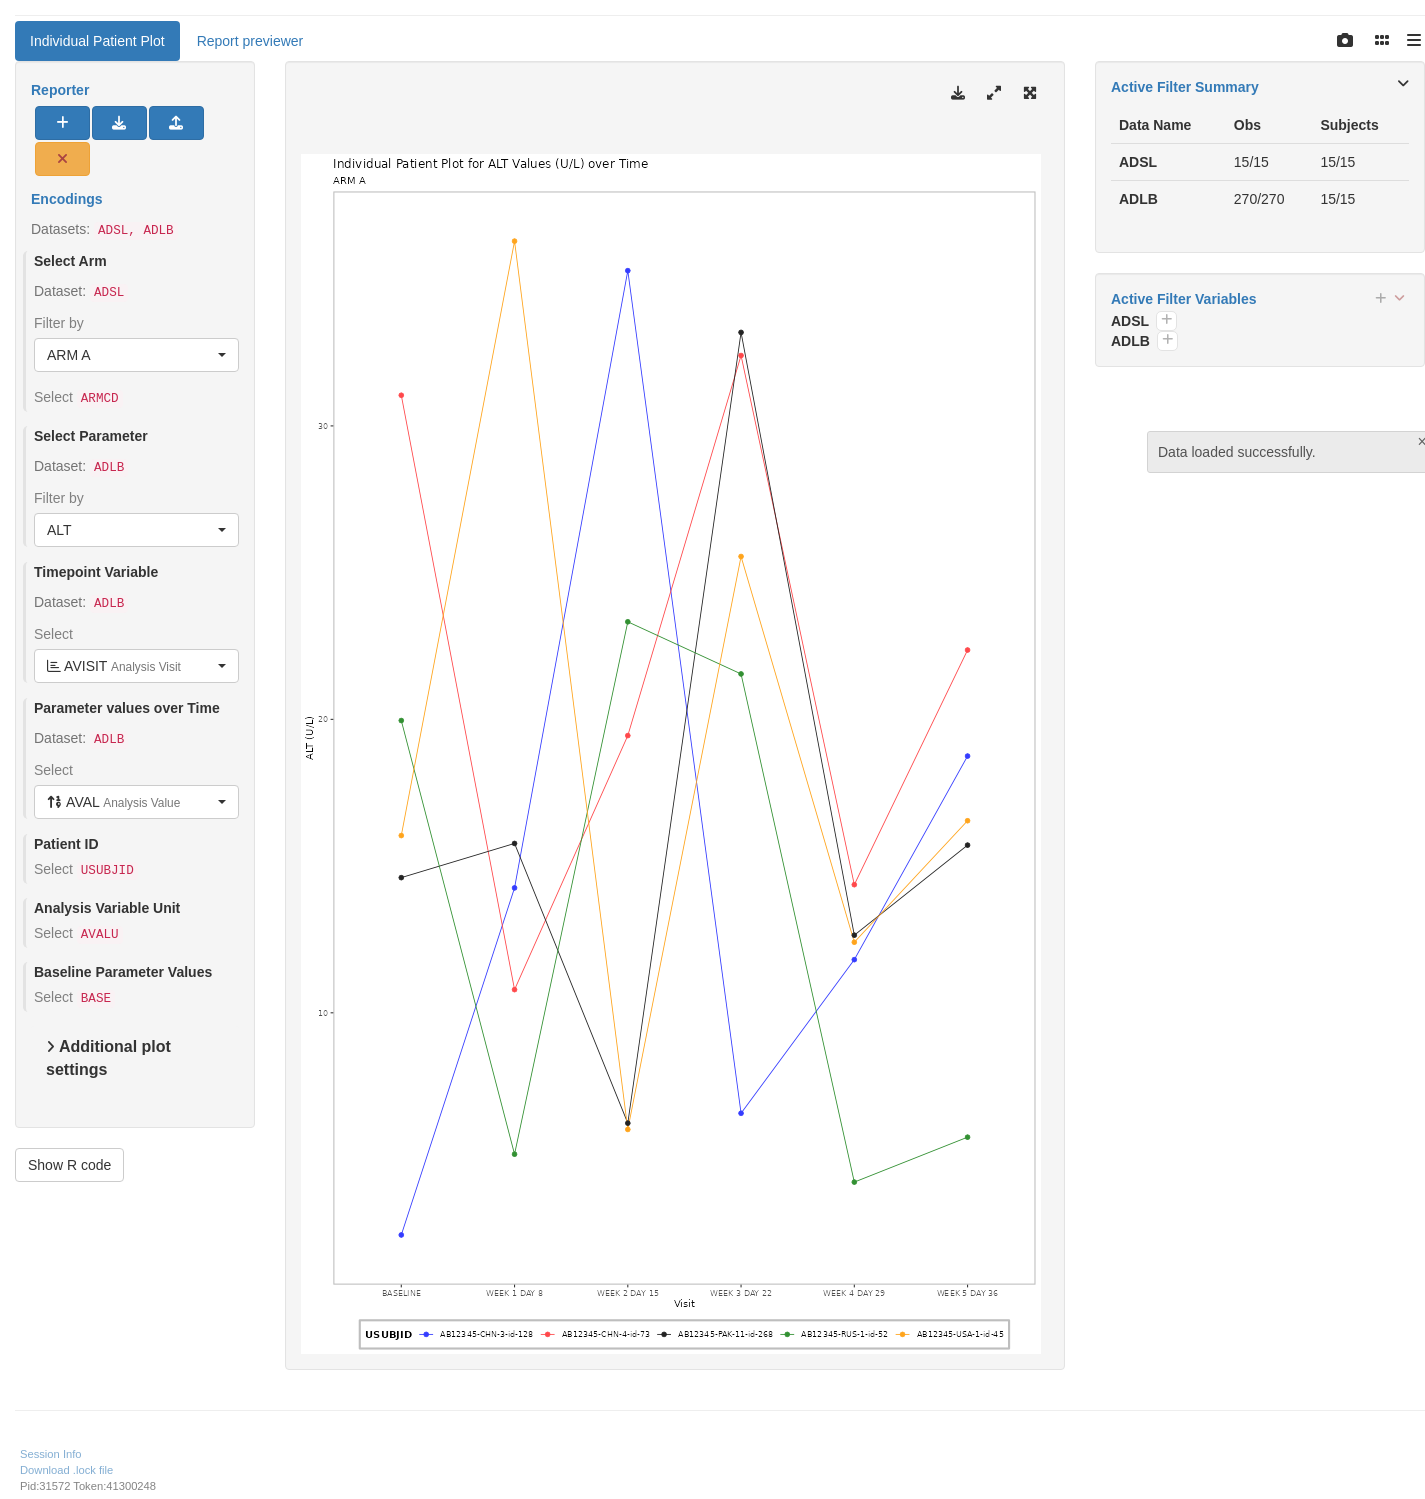 Individual Patient Plot
Report previewer
Reporter
Encodings
Datasets: ADSL, ADLB
Select Arm
Dataset: ADSL
Filter by
ARM A
Select ARMCD
Select Parameter
Dataset: ADLB
Filter by
ALT
Timepoint Variable
Dataset: ADLB
Select
AVISIT Analysis Visit
Parameter values over Time
Dataset: ADLB
Select
AVAL Analysis Value
Patient ID
Select USUBJID
Analysis Variable Unit
Select AVALU
Baseline Parameter Values
Select BASE
Additional plot
settings
Show R code
Individual Patient Plot for ALT Values (U/L) over Time
ARM A
30
20
10
ALT (U/L)
BASELINE WEEK 1 DAY 8 WEEK 2 DAY 15 WEEK 3 DAY 22 WEEK 4 DAY 29 WEEK 5 DAY 36
Visit
USUBJID AB12345-CHN-3-id-128 AB12345-CHN-4-id-73 AB12345-PAK-11-id-268 AB12345-RUS-1-id-52 AB12345-USA-1-id-45
Active Filter Summary
Data Name Obs Subjects
ADSL 15/15 15/15
ADLB 270/270 15/15
Active Filter Variables
ADSL
ADLB
Data loaded successfully.
Session Info
Download .lock file
Pid:31572 Token:41300248